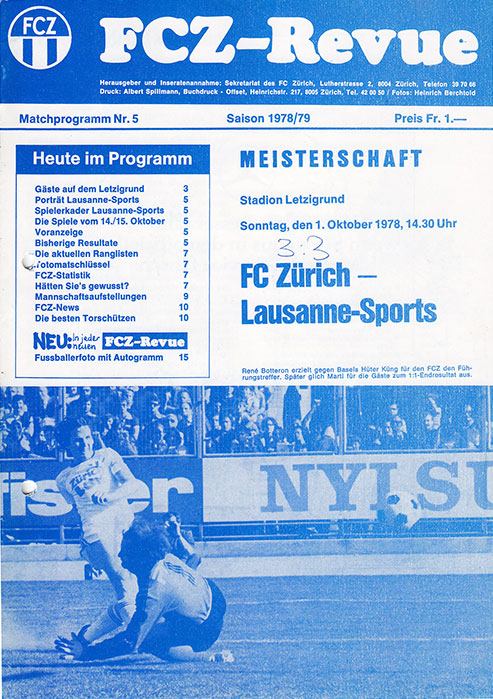 FCZ
FCZ–Revue
Herausgeber und Inseratenannahme: Sekretariat des FC Zürich, Lutherstrasse 2, 8004 Zürich, Telefon 39 70 66
Druck: Albert Spillmann, Buchdruck - Offset, Heinrichstr. 217, 8005 Zürich, Tel. 42 00 50 / Fotos: Heinrich Berchtold
Matchprogramm Nr. 5 Saison 1978/79 Preis Fr. 1.—
Heute im Programm
Gäste auf dem Letzigrund 3
Porträt Lausanne-Sports 5
Spielerkader Lausanne-Sports 5
Die Spiele vom 14./15. Oktober 5
Voranzeige 5
Bisherige Resultate 5
Die aktuellen Ranglisten 7
Totomatschlüssel 7
FCZ-Statistik 7
Hätten Sie's gewusst? 7
Mannschaftsaufstellungen 9
FCZ-News 10
Die besten Torschützen 10
NEU: In jeder
neuen FCZ-Revue
Fussballerfoto mit Autogramm 15
MEISTERSCHAFT
Stadion Letzigrund
Sonntag, den 1. Oktober 1978, 14.30 Uhr
3:3
FC Zürich –
Lausanne-Sports
René Botteron erzielt gegen Basels Hüter Küng für den FCZ den Füh-
rungstreffer. Später glich Marti für die Gäste zum 1:1-Endresultat aus.
fiser
NYLSU